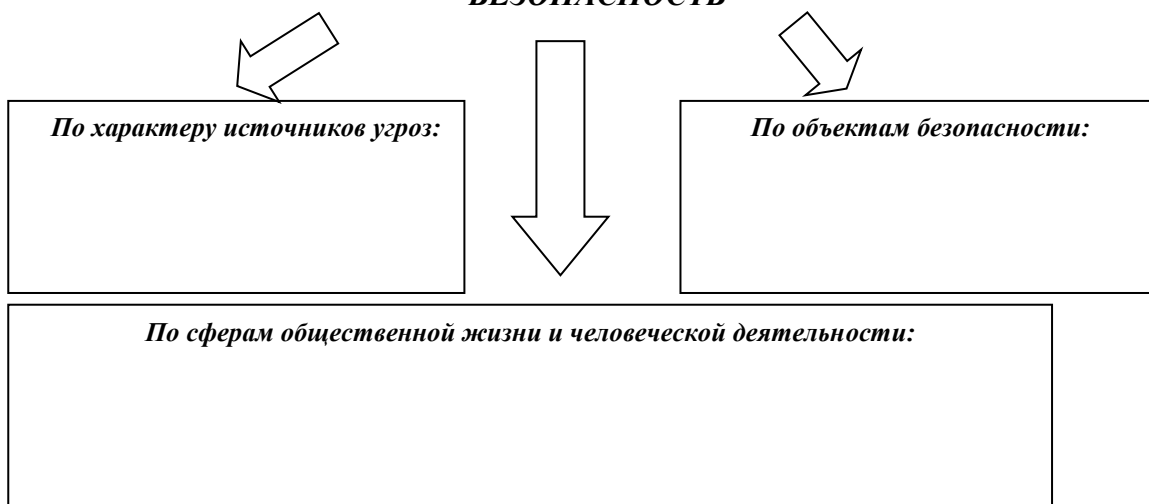 БЕЗОПАСНОСТЬ
По характеру источников угроз:
По объектам безопасности:
По сферам общественной жизни и человеческой деятельности: